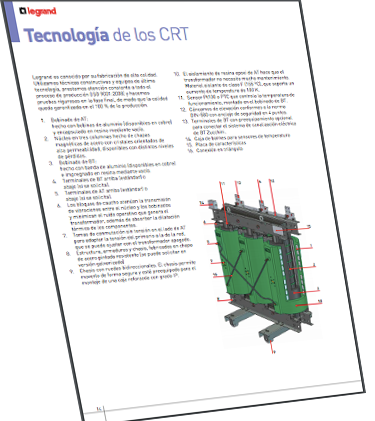 legrand
Tecnología de los CRT
Legrand es conocido por su fabricación de alta calidad.
Utilizamos técnicas constructivas y equipos de última
tecnología, prestamos atención constante a todo el
proceso de producción (ISO 9001:2008) y hacemos
pruebas rigurosas en la fase final, de modo que la calidad
queda garantizada en el 100 % de la producción.
1. Bobinado de AT:
hecho con bobinas de aluminio (disponibles en cobre)
y encapsulado en resina mediante vacío.
2. Núcleo en tres columnas hecho de chapas
magnéticas de acero con cristales orientados de
alta permeabilidad, disponibles con distintos niveles
de pérdidas.
3. Bobinado de BT:
hecho con banda de aluminio (disponibles en cobre)
e impregnado en resina mediante vacío.
4. Terminales de BT arriba (estándar) o
abajo (si se solicita).
5. Terminales de AT arriba (estándar) o
abajo (si se solicita).
6. Los bloques de caucho atenúan la transmisión
de vibraciones entre el núcleo y los bobinados
y minimizan el ruido operativo que genera el
transformador, además de absorber la dilatación
térmica de los componentes.
7. Tomas de conmutación sin tensión en el lado de AT
para adaptar la tensión del primario a la de la red,
que se puede ajustar con el transformador apagado.
8. Estructura, armaduras y chasis, fabricados en chapa
de acero pintada resistente (se puede solicitar en
versión galvanizada)
9. Chasis con ruedas bidireccionales. El chasis permite
moverlo de forma segura y está preequipado para el
montaje de una caja reforzada con grado IP.
10. El aislamiento de resina epoxi de AT hace que el
transformador no necesite mucho mantenimiento.
Material aislante de clase F (155 °C), que soporta un
aumento de temperatura de 100 K.
11. Sensor Pt100 o PTC que controla la temperatura de
funcionamiento, montado en el bobinado de BT.
12. Cáncamos de elevación conformes a la norma
DIN-580 con anclaje de seguridad en 4 puntos.
13. Terminales de BT con preequipamiento opcional
para conectar el sistema de canalización eléctrica
de BT Zucchini.
14. Caja de bornes para sensores de temperatura
15. Placa de características
16. Conexión en triángulo